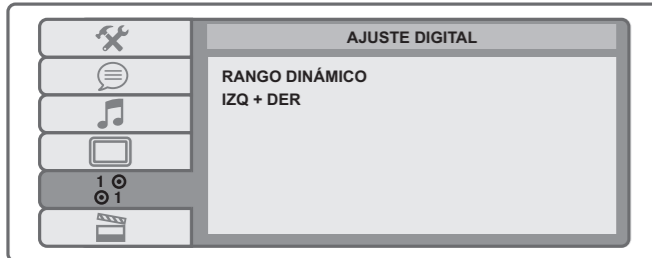 AJUSTE DIGITAL
RANGO DINÁMICO
IZQ + DER
1
1